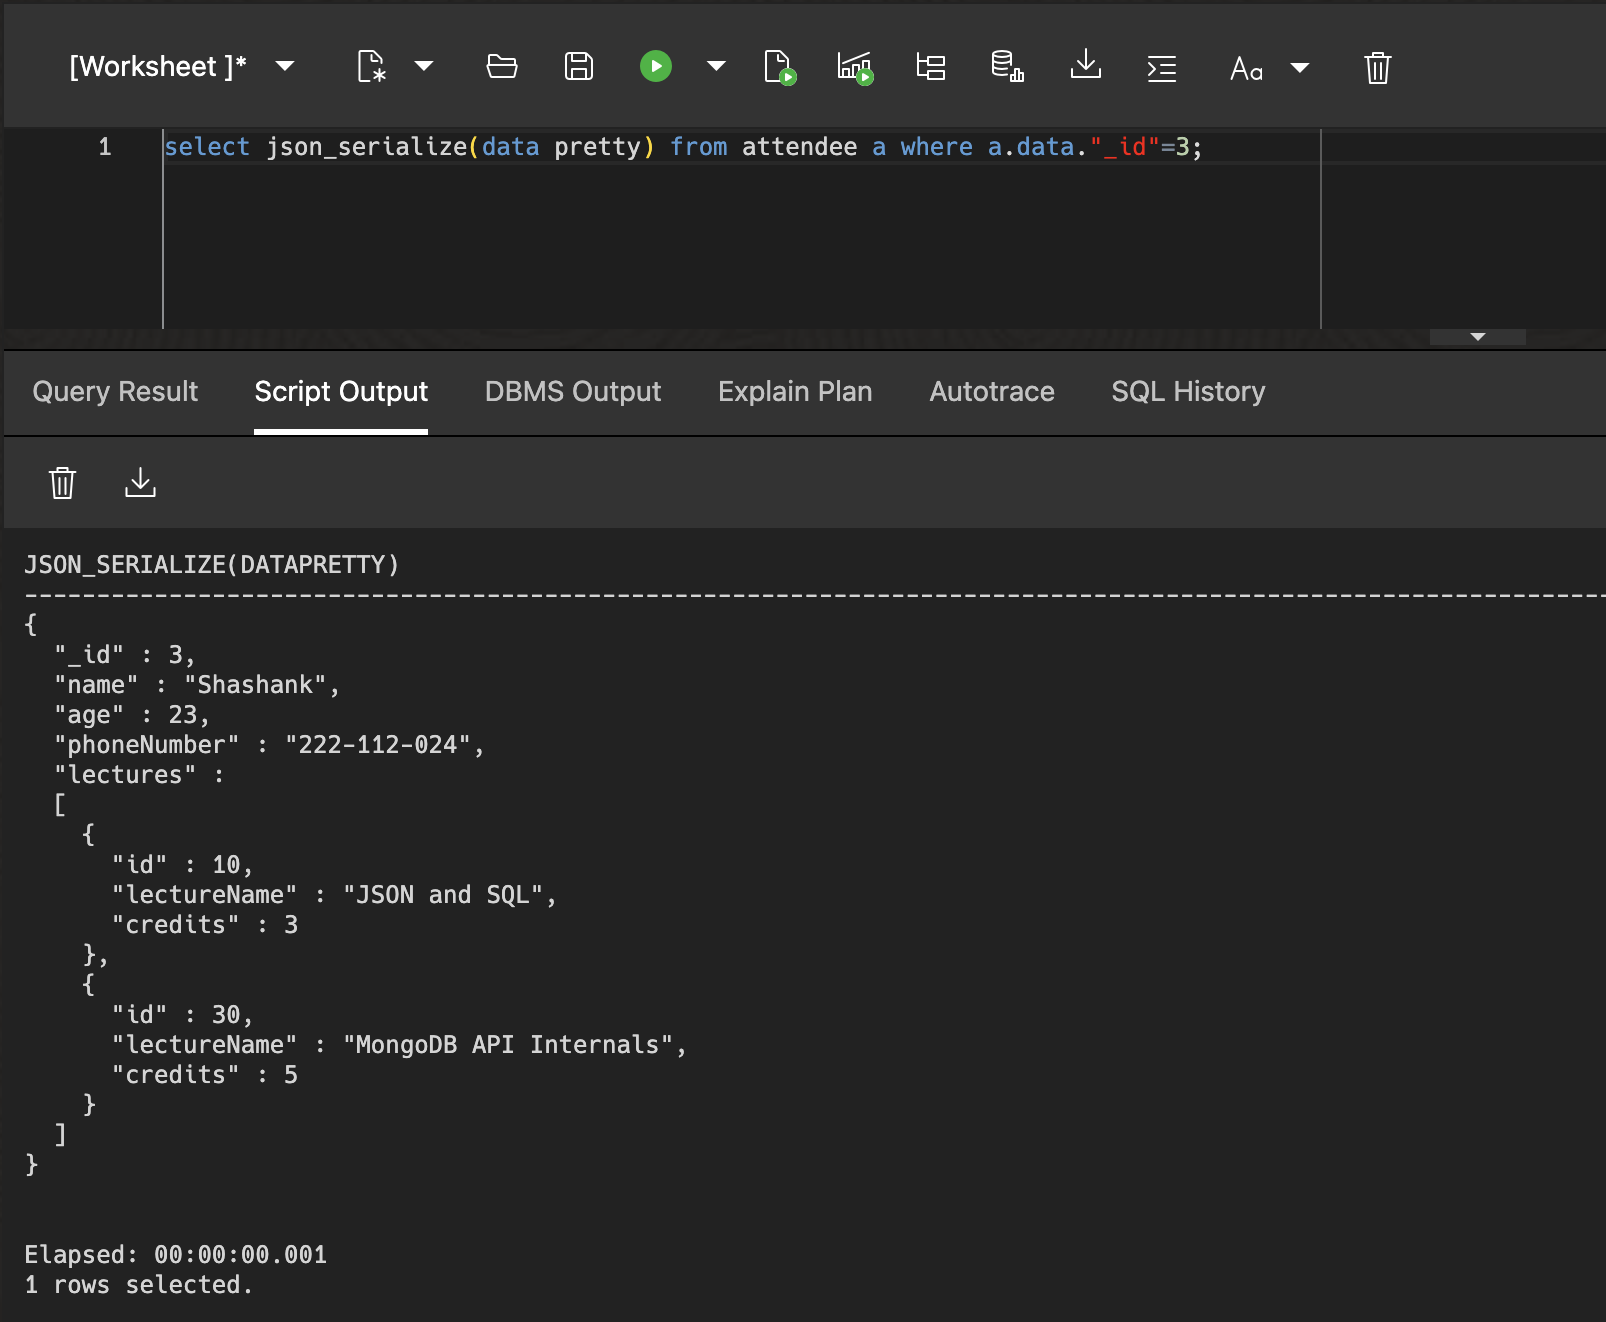 [Worksheet ]*
Aa
1 select json_serialize(data pretty) from attendee a where a.data."_id"=3;
Query Result Script Output DBMS Output Explain Plan Autotrace SQL History
JSON_SERIALIZE(DATAPRETTY)
--------------------------------------------------------------------------------------------------------------
{
  "_id" : 3,
  "name" : "Shashank",
  "age" : 23,
  "phoneNumber" : "222-112-024",
  "lectures" :
  [
    {
      "id" : 10,
      "lectureName" : "JSON and SQL",
      "credits" : 3
    },
    {
      "id" : 30,
      "lectureName" : "MongoDB API Internals",
      "credits" : 5
    }
  ]
}
Elapsed: 00:00:00.001
1 rows selected.